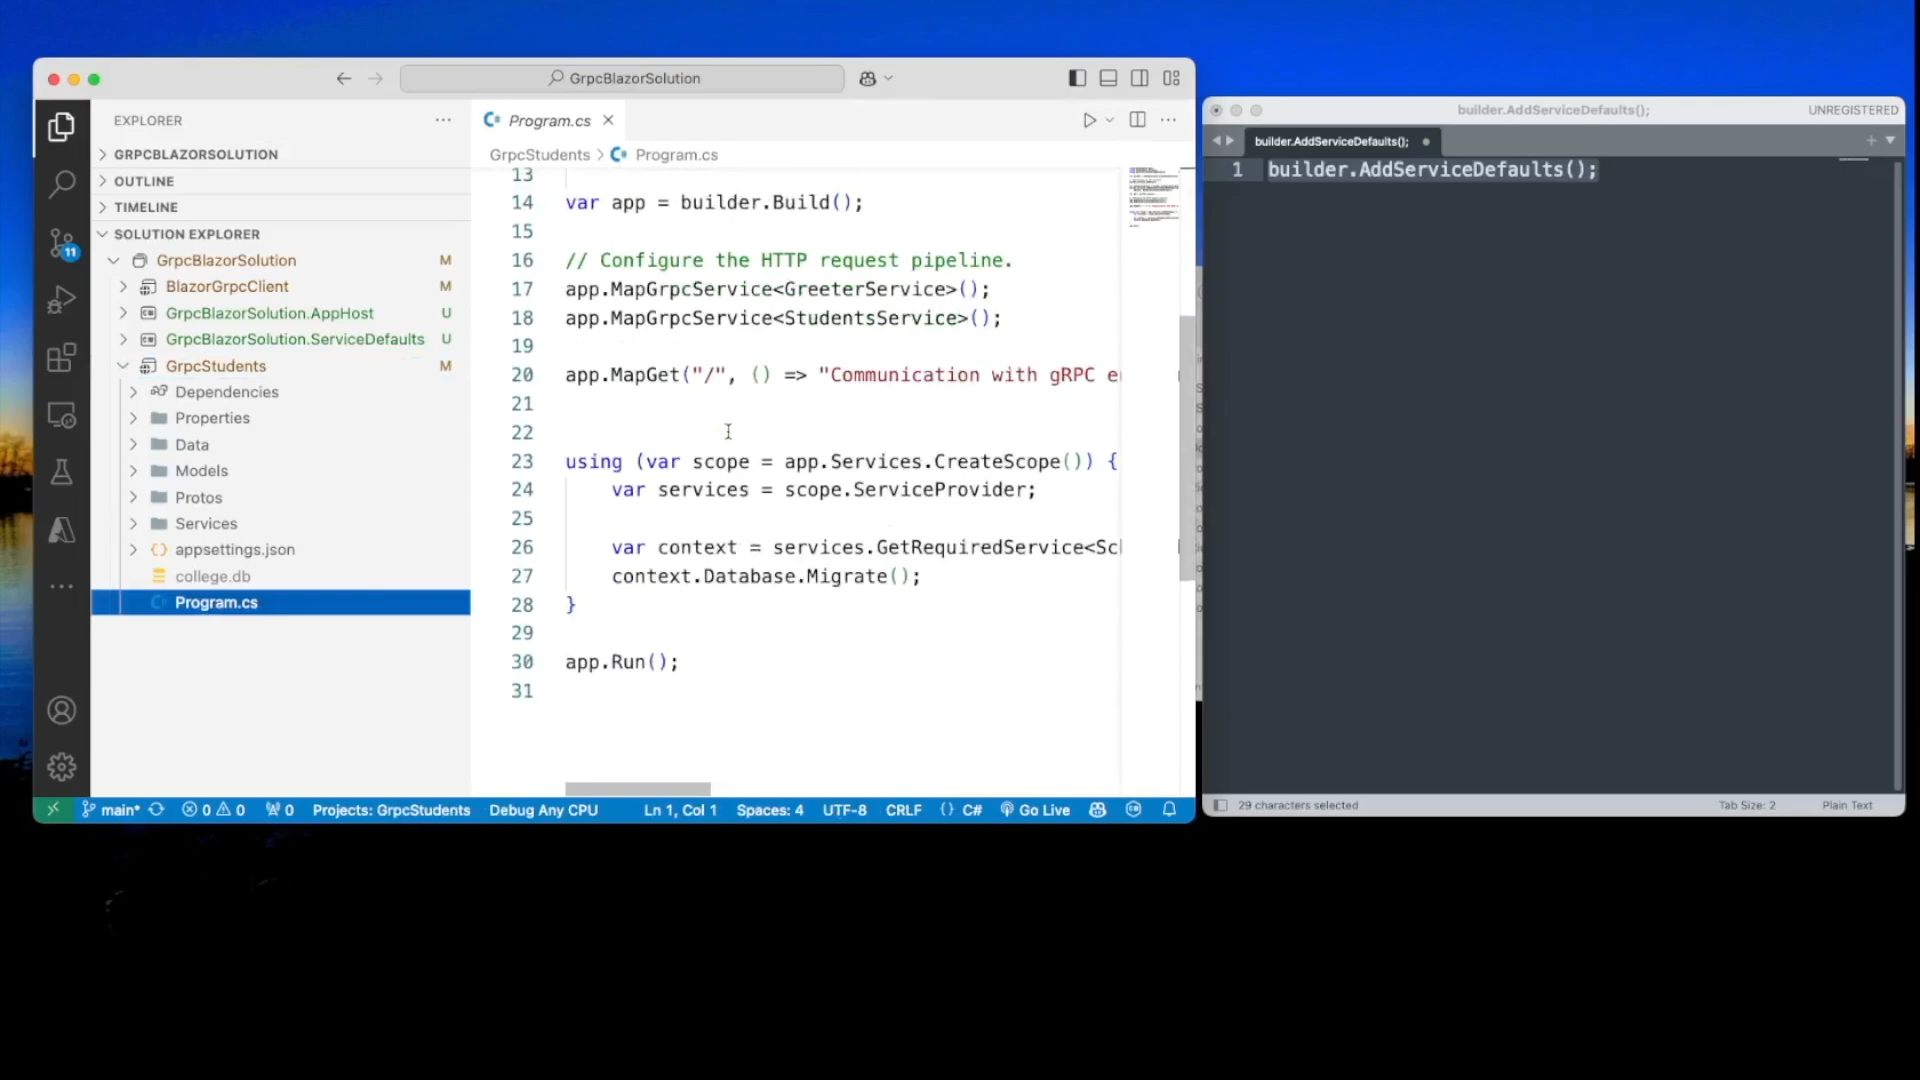 GrpcBlazorSolution
EXPLORER
GRPCBLAZORSOLUTION
OUTLINE
TIMELINE
SOLUTION EXPLORER
GrpcBlazorSolution M
BlazorGrpcClient M
GrpcBlazorSolution.AppHost U
GrpcBlazorSolution.ServiceDefaults U
GrpcStudents M
Dependencies
Properties
Data
Models
Protos
Services
appsettings.json
college.db
Program.cs
11
Program.cs
GrpcStudents > Program.cs
13
14 var app = builder.Build();
15
16 // Configure the HTTP request pipeline.
17 app.MapGrpcService<GreeterService>();
18 app.MapGrpcService<StudentsService>();
19
20 app.MapGet("/", () => "Communication with gRPC e
21
22
23 using (var scope = app.Services.CreateScope()) {
24 var services = scope.ServiceProvider;
25
26 var context = services.GetRequiredService<Sc
27 context.Database.Migrate();
28 }
29
30 app.Run();
31
main* 0 0 0 Projects: GrpcStudents Debug Any CPU Ln 1, Col 1 Spaces: 4 UTF-8 CRLF {} C# Go Live
builder.AddServiceDefaults(); UNREGISTERED
builder.AddServiceDefaults();
1 builder.AddServiceDefaults();
29 characters selected Tab Size: 2 Plain Text